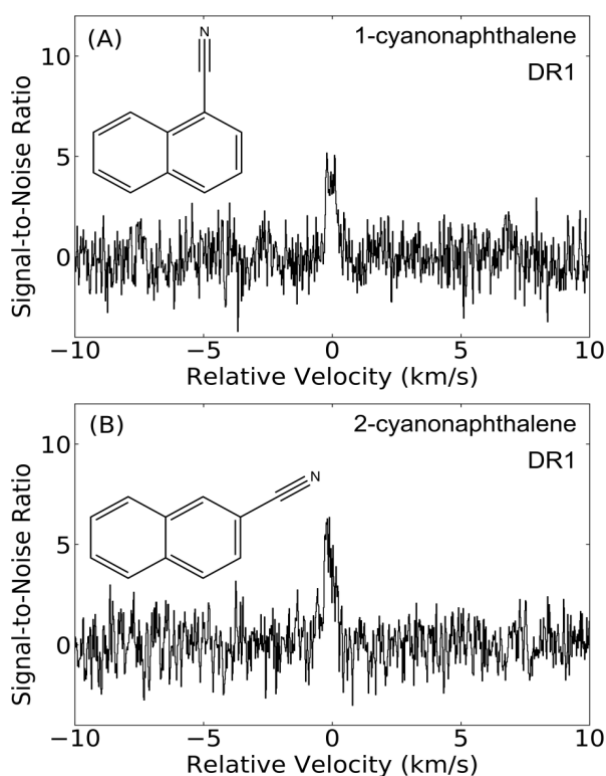 (A)
1-cyanonaphthalene
DR1
N
Signal-to-Noise Ratio
10
5
0
−10
−5
0
5
10
Relative Velocity (km/s)
(B)
2-cyanonaphthalene
DR1
N
Signal-to-Noise Ratio
10
5
0
−10
−5
0
5
10
Relative Velocity (km/s)